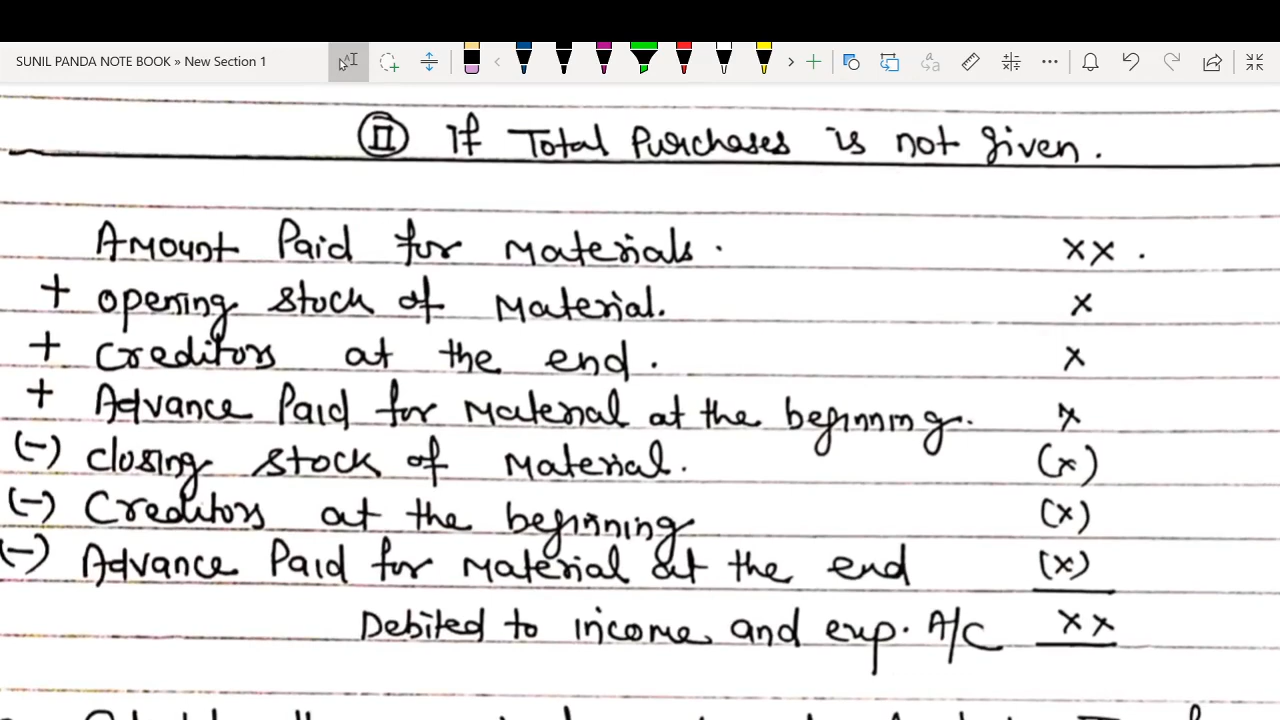 SUNIL PANDA NOTE BOOK » New Section 1
II If Total Purchases is not given.
Amount Paid for materials. xx.
+ opening stock of material. x
+ creditors at the end. x
+ Advance Paid for material at the beginning. x
(-) closing stock of material. (x)
(-) Creditors at the beginning (x)
(-) Advance Paid for material at the end (x)
Debited to income and exp. A/C xx